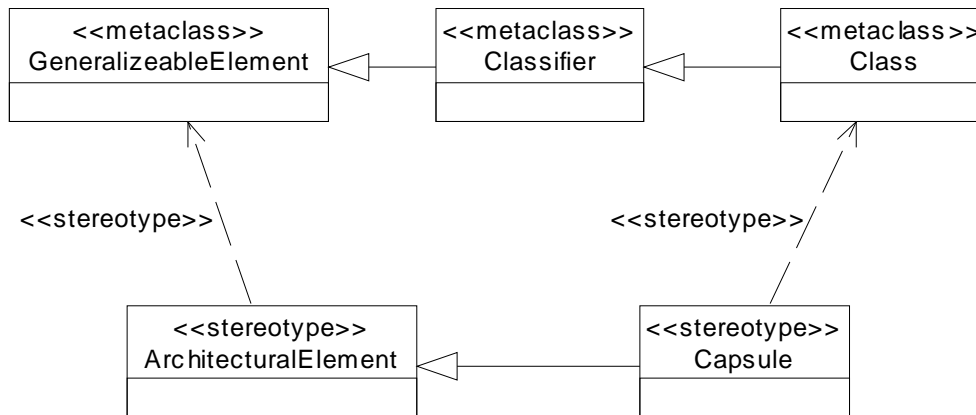 <<metaclass>>
GeneralizeableElement
<<metaclass>>
Classifier
<<metaclass>>
Class
<<stereotype>>
<<stereotype>>
<<stereotype>>
ArchitecturalElement
<<stereotype>>
Capsule